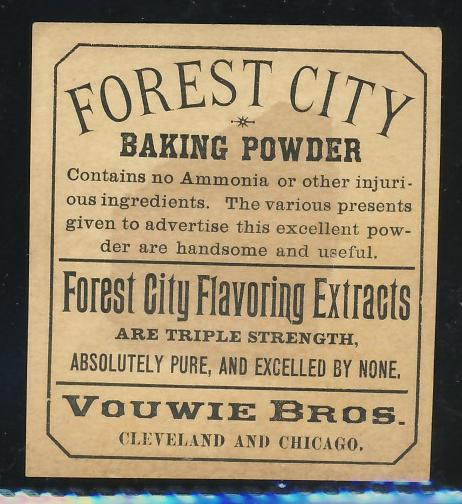 FOREST CITY
BAKING POWDER
Contains no Ammonia or other injuri-
ous ingredients. The various presents
given to advertise this excellent pow-
der are handsome and useful.
Forest City Flavoring Extracts
ARE TRIPLE STRENGTH,
ABSOLUTELY PURE, AND EXCELLED BY NONE.
VOUWIE BROS.
CLEVELAND AND CHICAGO.